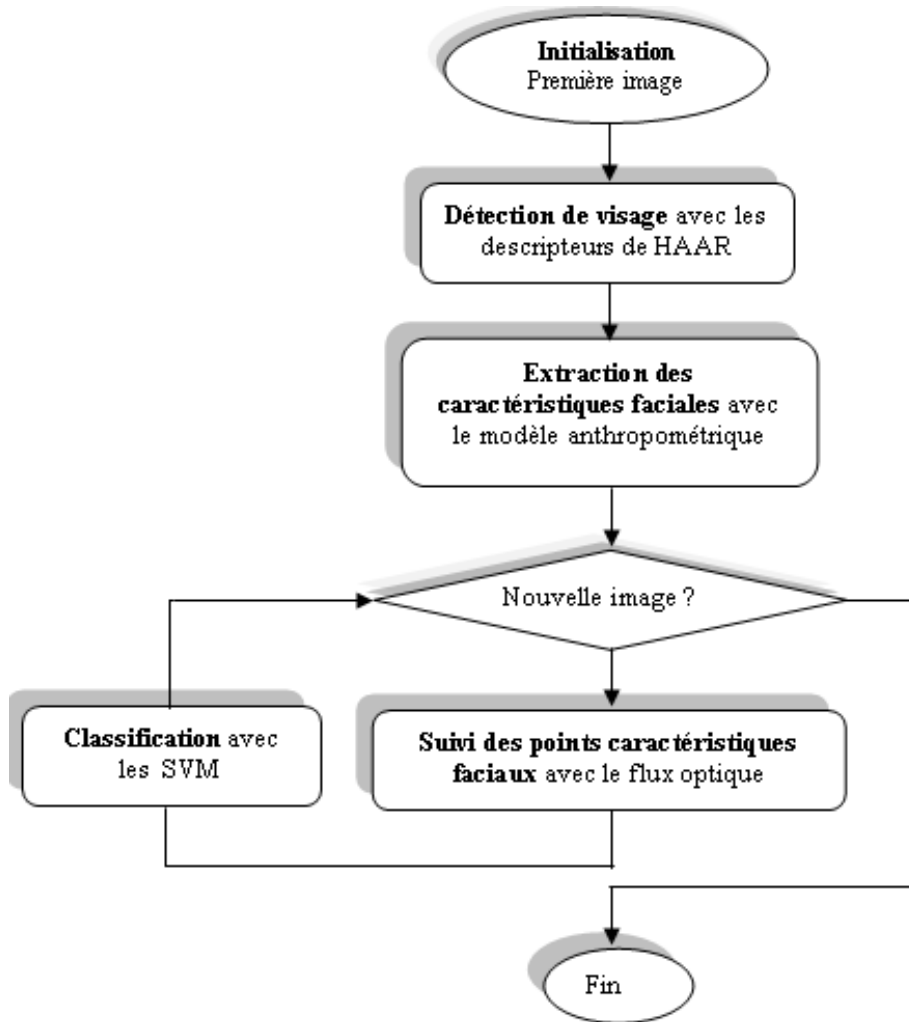 Initialisation
Première image
Détection de visage avec les
descripteurs de HAAR
Extraction des
caractéristiques faciales avec
le modèle anthropométrique
Nouvelle image ?
Classification avec
les SVM
Suivi des points caractéristiques
faciaux avec le flux optique
Fin